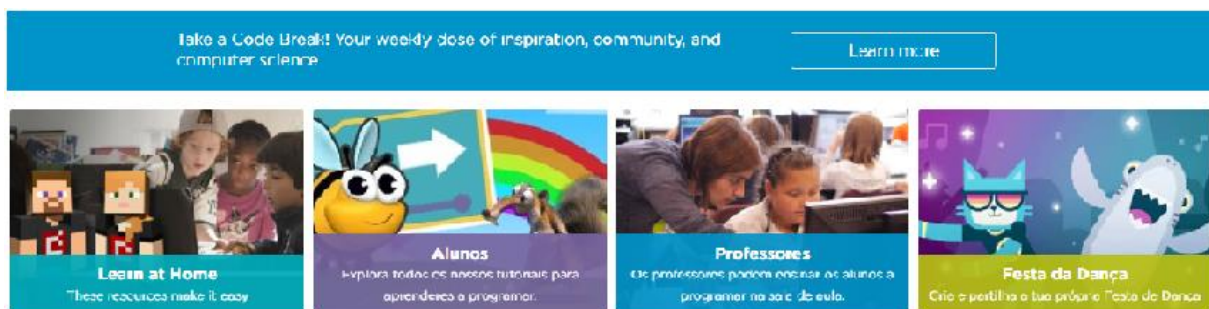 Take a Code Break! Your weekly dose of inspiration, community, and
computer science
Learn more
Learn at Home
These resources make it easy
Alunos
Explora todos os nossos tutoriais para
aprenderes a programar.
Professores
Os professores podem ensinar os alunos a
programar na sala de aula.
Festa da Dança
Crie e partilha a tua própria Festa de Dança